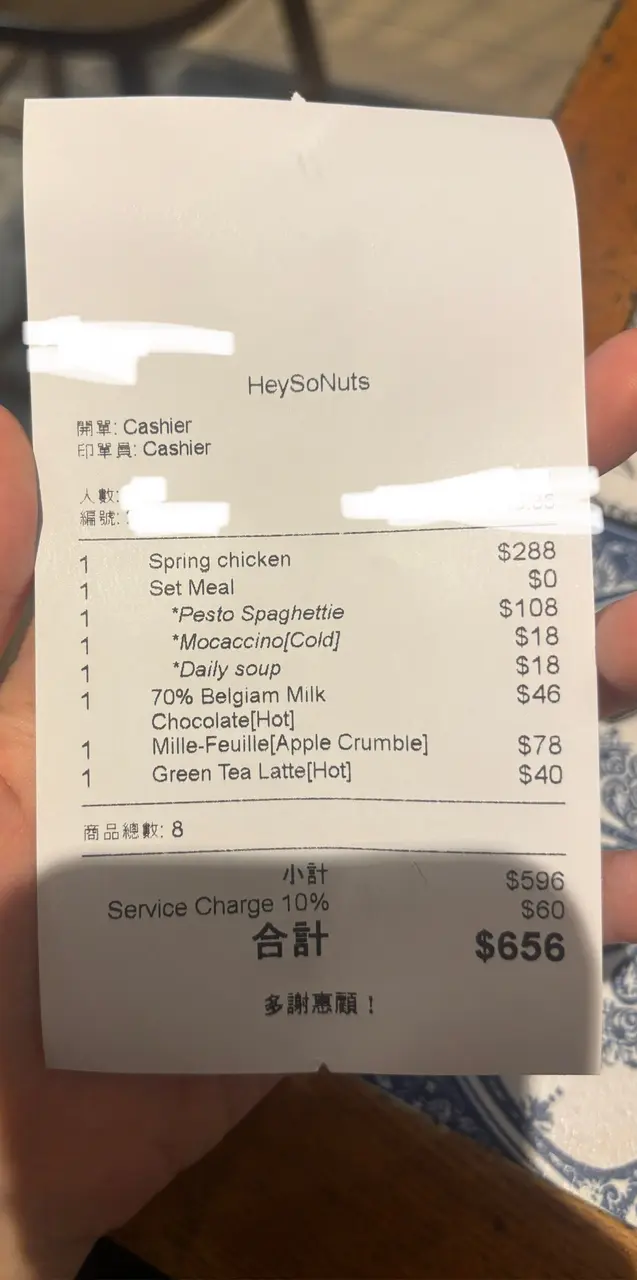 HeySoNuts
開單: Cashier
印單員: Cashier
人數:
編號:
1 Spring chicken $288
1 Set Meal $0
1 *Pesto Spaghettie $108
1 *Mocaccino[Cold] $18
1 *Daily soup $18
1 70% Belgiam Milk $46
Chocolate[Hot]
1 Mille-Feuille[Apple Crumble] $78
1 Green Tea Latte[Hot] $40
商品總數: 8
小計 $596
Service Charge 10% $60
合計 $656
多謝惠顧！